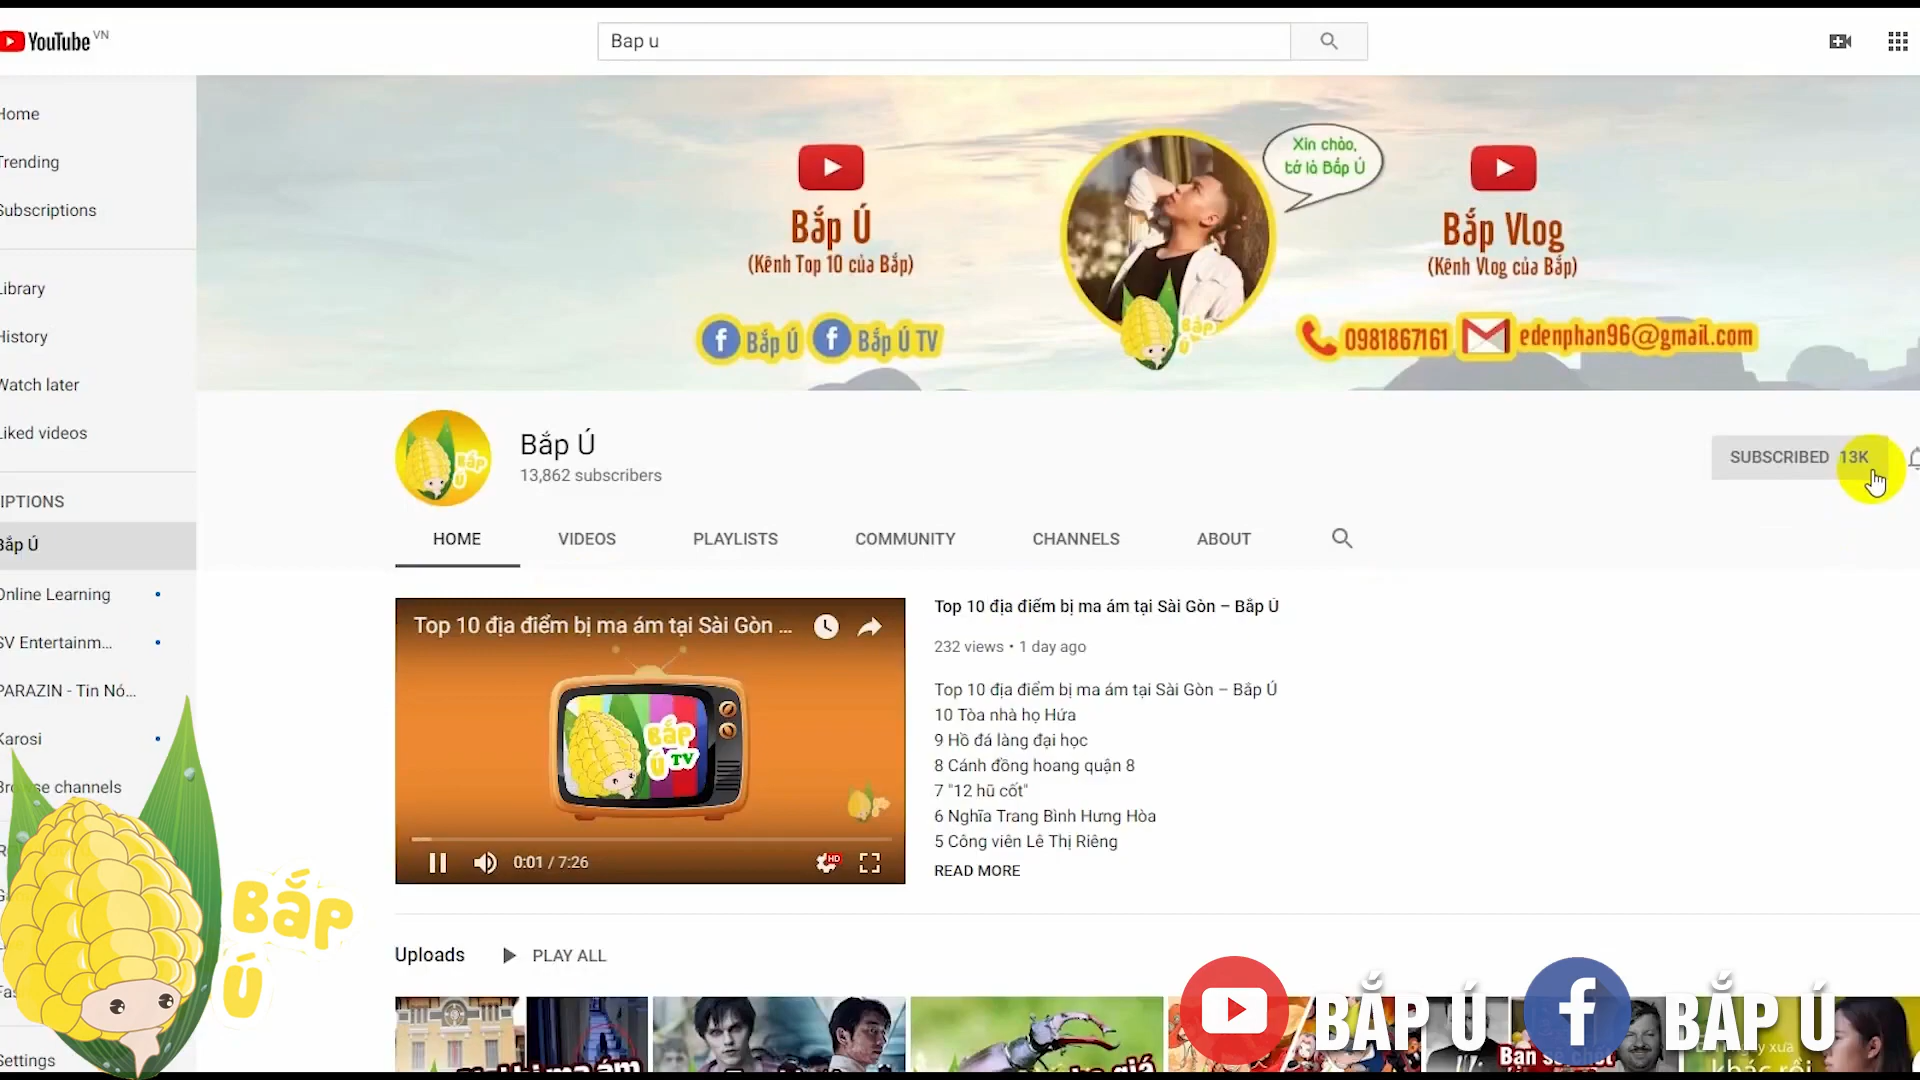 YouTube VN
Bap u
Home
Trending
Subscriptions
Library
History
Watch later
Liked videos
IPTIONS
Bắp Ú
Online Learning
SV Entertainm...
PARAZIN - Tin Nó...
Karosi
Browse channels
Settings
Bắp Ú
(Kênh Top 10 của Bắp)
Bắp Ú
Bắp Ú TV
Xin chào,
tớ là Bắp Ú
Bắp Ú
Bắp Vlog
(Kênh Vlog của Bắp)
0981867161
edenphan96@gmail.com
Bắp Ú
Bắp Ú
13,862 subscribers
SUBSCRIBED 13K
HOME
VIDEOS
PLAYLISTS
COMMUNITY
CHANNELS
ABOUT
Top 10 địa điểm bị ma ám tại Sài Gòn ...
BẮP
Ú TV
0:01 / 7:26
HD
Top 10 địa điểm bị ma ám tại Sài Gòn – Bắp Ú
232 views • 1 day ago
Top 10 địa điểm bị ma ám tại Sài Gòn – Bắp Ú
10 Tòa nhà họ Hứa
9 Hồ đá làng đại học
8 Cánh đồng hoang quận 8
7 "12 hũ cốt"
6 Nghĩa Trang Bình Hưng Hòa
5 Công viên Lê Thị Riêng
READ MORE
Uploads
PLAY ALL
Bắp
Ú
BẮP Ú
BẮP Ú